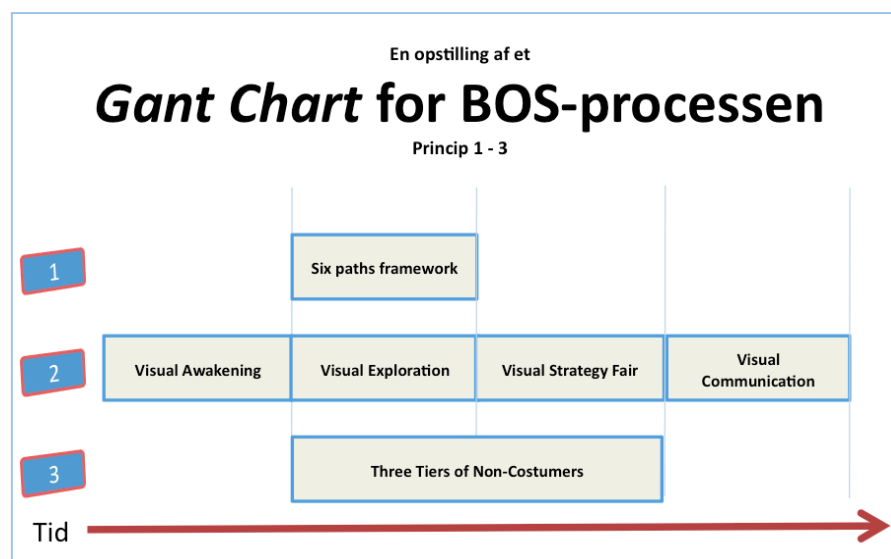 En opstilling af et
Gant Chart for BOS-processen
Princip 1 - 3
1
Six paths framework
2
Visual Awakening
Visual Exploration
Visual Strategy Fair
Visual
Communication
3
Three Tiers of Non-Costumers
Tid